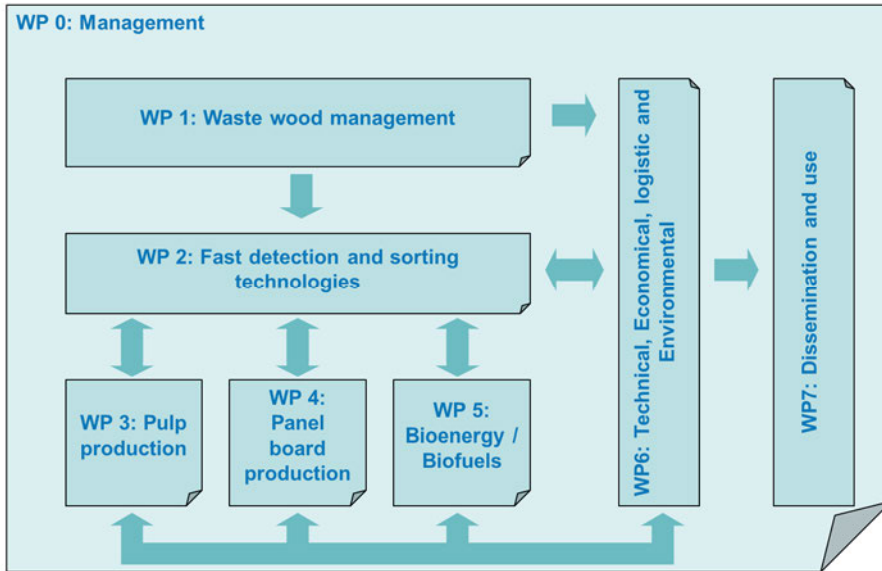 WP 0: Management
WP 1: Waste wood management
WP 2: Fast detection and sorting
technologies
WP 3: Pulp
production
WP 4:
Panel
board
production
WP 5:
Bioenergy /
Biofuels
WP6: Technical, Economical, logistic and
Environmental
WP7: Dissemination and use